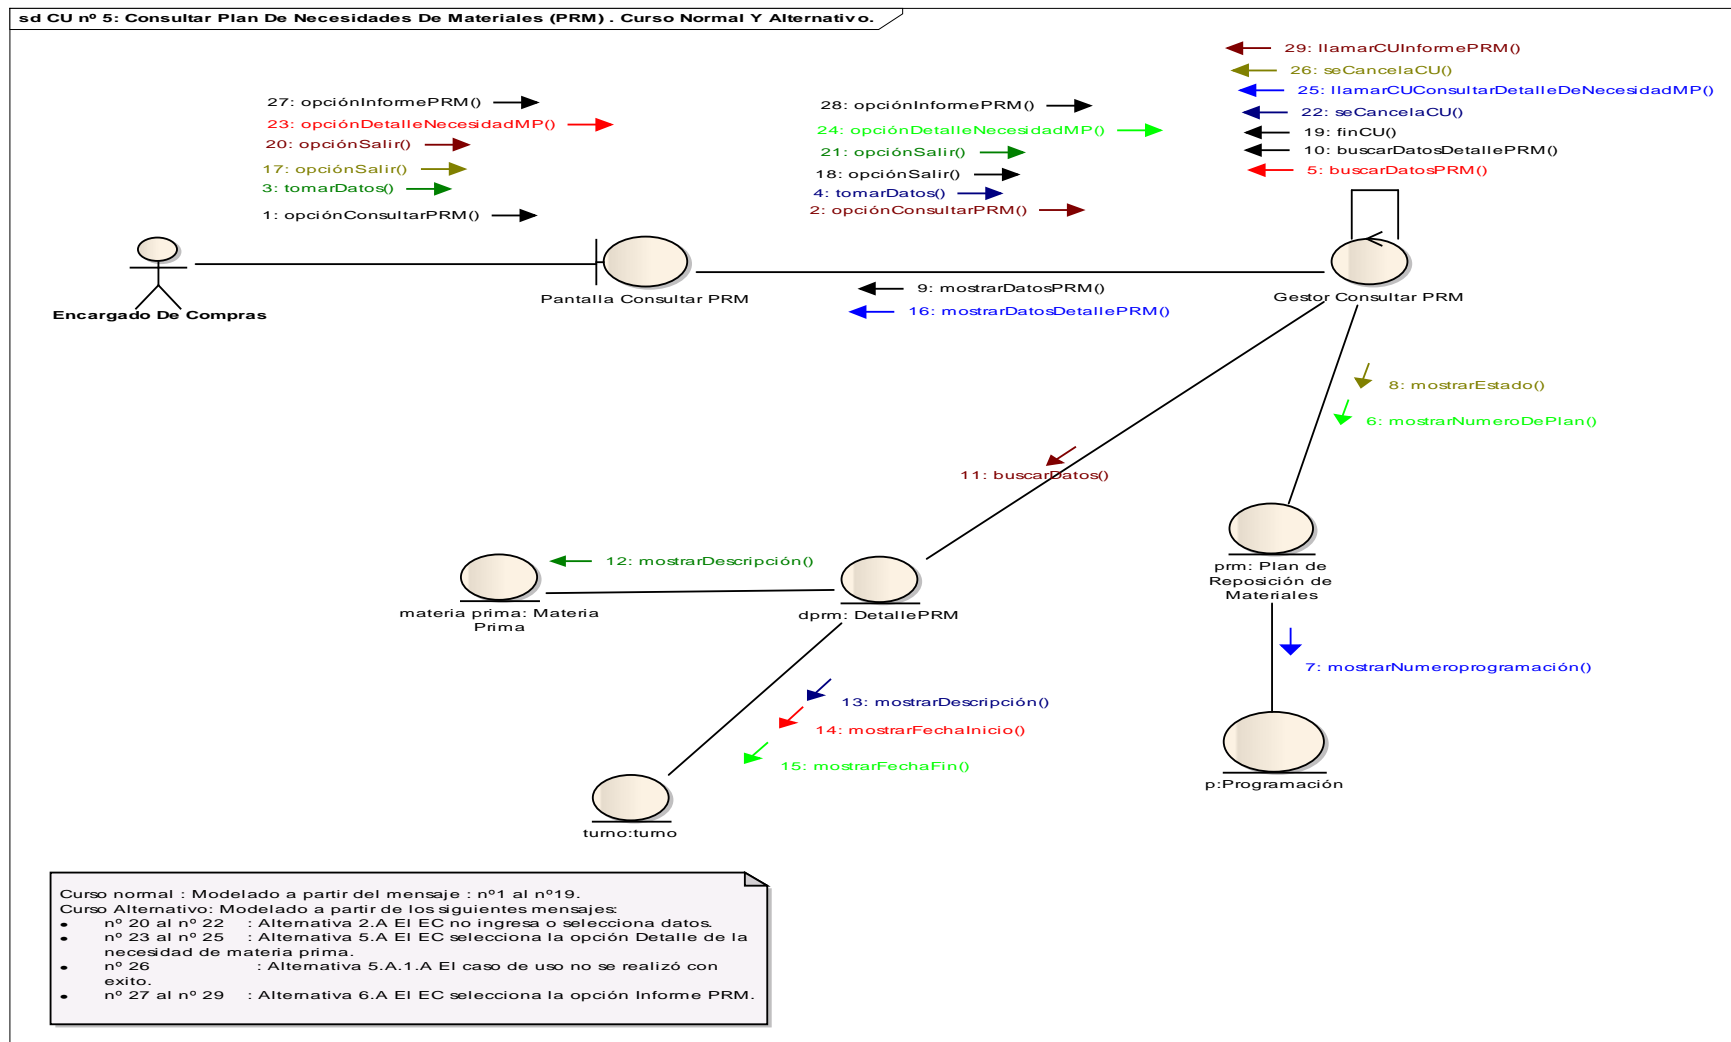 sd CU nº 5: Consultar Plan De Necesidades De Materiales (PRM) . Curso Normal Y Alternativo.
29: llamarCUInformePRM()
26: seCancelaCU()
25: llamarCUConsultarDetalleDeNecesidadMP()
22: seCancelaCU()
19: finCU()
10: buscarDatosDetallePRM()
5: buscarDatosPRM()
27: opciónInformePRM()
23: opciónDetalleNecesidadMP()
20: opciónSalir()
17: opciónSalir()
3: tomarDatos()
1: opciónConsultarPRM()
28: opciónInformePRM()
24: opciónDetalleNecesidadMP()
21: opciónSalir()
18: opciónSalir()
4: tomarDatos()
2: opciónConsultarPRM()
Encargado De Compras
Pantalla Consultar PRM
Gestor Consultar PRM
9: mostrarDatosPRM()
16: mostrarDatosDetallePRM()
8: mostrarEstado()
6: mostrarNumeroDePlan()
11: buscarDatos()
12: mostrarDescripción()
materia prima: Materia
Prima
dprm: DetallePRM
prm: Plan de
Reposición de
Materiales
7: mostrarNumeroprogramación()
13: mostrarDescripción()
14: mostrarFechaInicio()
15: mostrarFechaFin()
p:Programación
turno:turno
Curso normal : Modelado a partir del mensaje : nº1 al nº19.
Curso Alternativo: Modelado a partir de los siguientes mensajes:
• nº 20 al nº 22 : Alternativa 2.A El EC no ingresa o selecciona datos.
• nº 23 al nº 25 : Alternativa 5.A El EC selecciona la opción Detalle de la
necesidad de materia prima.
• nº 26 : Alternativa 5.A.1.A El caso de uso no se realizó con
exito.
• nº 27 al nº 29 : Alternativa 6.A El EC selecciona la opción Informe PRM.